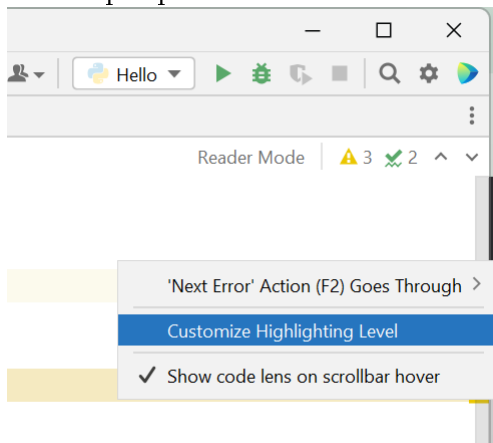 Hello
Reader Mode 3 2
'Next Error' Action (F2) Goes Through
Customize Highlighting Level
Show code lens on scrollbar hover